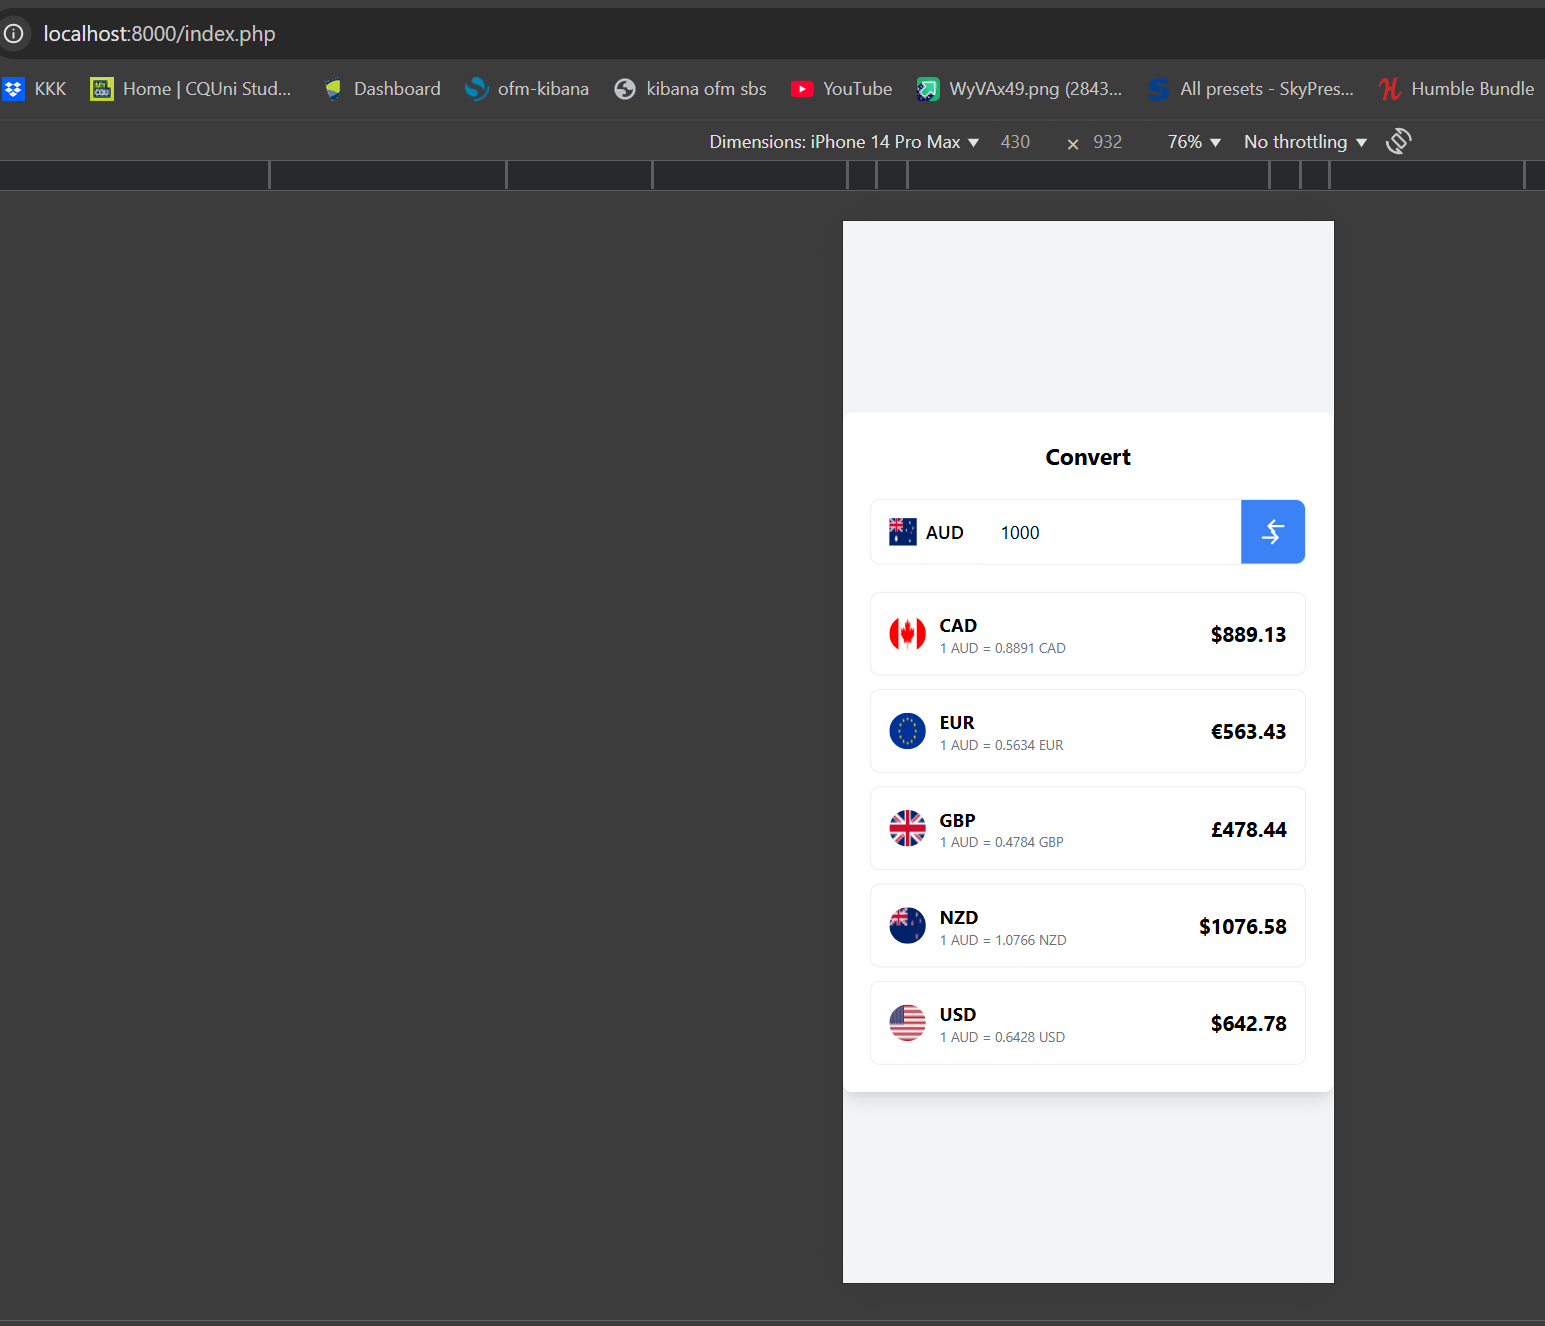 localhost:8000/index.php
KKK Home | CQUni Stud... Dashboard ofm-kibana kibana ofm sbs YouTube WyVAx49.png (2843... All presets - SkyPres... Humble Bundle
Dimensions: iPhone 14 Pro Max 430 × 932 76% No throttling
Convert
AUD 1000
CAD
1 AUD = 0.8891 CAD
$889.13
EUR
1 AUD = 0.5634 EUR
€563.43
GBP
1 AUD = 0.4784 GBP
£478.44
NZD
1 AUD = 1.0766 NZD
$1076.58
USD
1 AUD = 0.6428 USD
$642.78